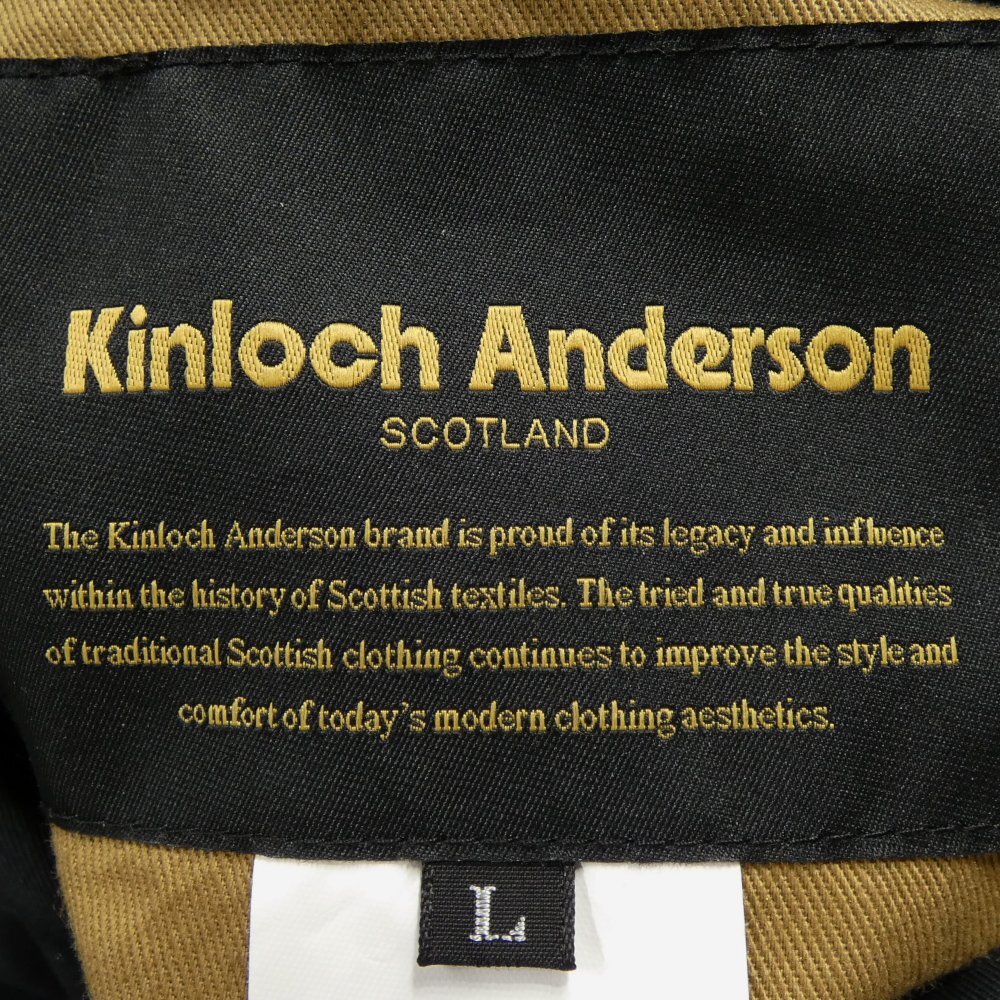 Kinloch Anderson
SCOTLAND
The Kinloch Anderson brand is proud of its legacy and influence
within the history of Scottish textiles. The tried and true qualities
of traditional Scottish clothing continues to improve the style and
comfort of today's modern clothing aesthetics.
L